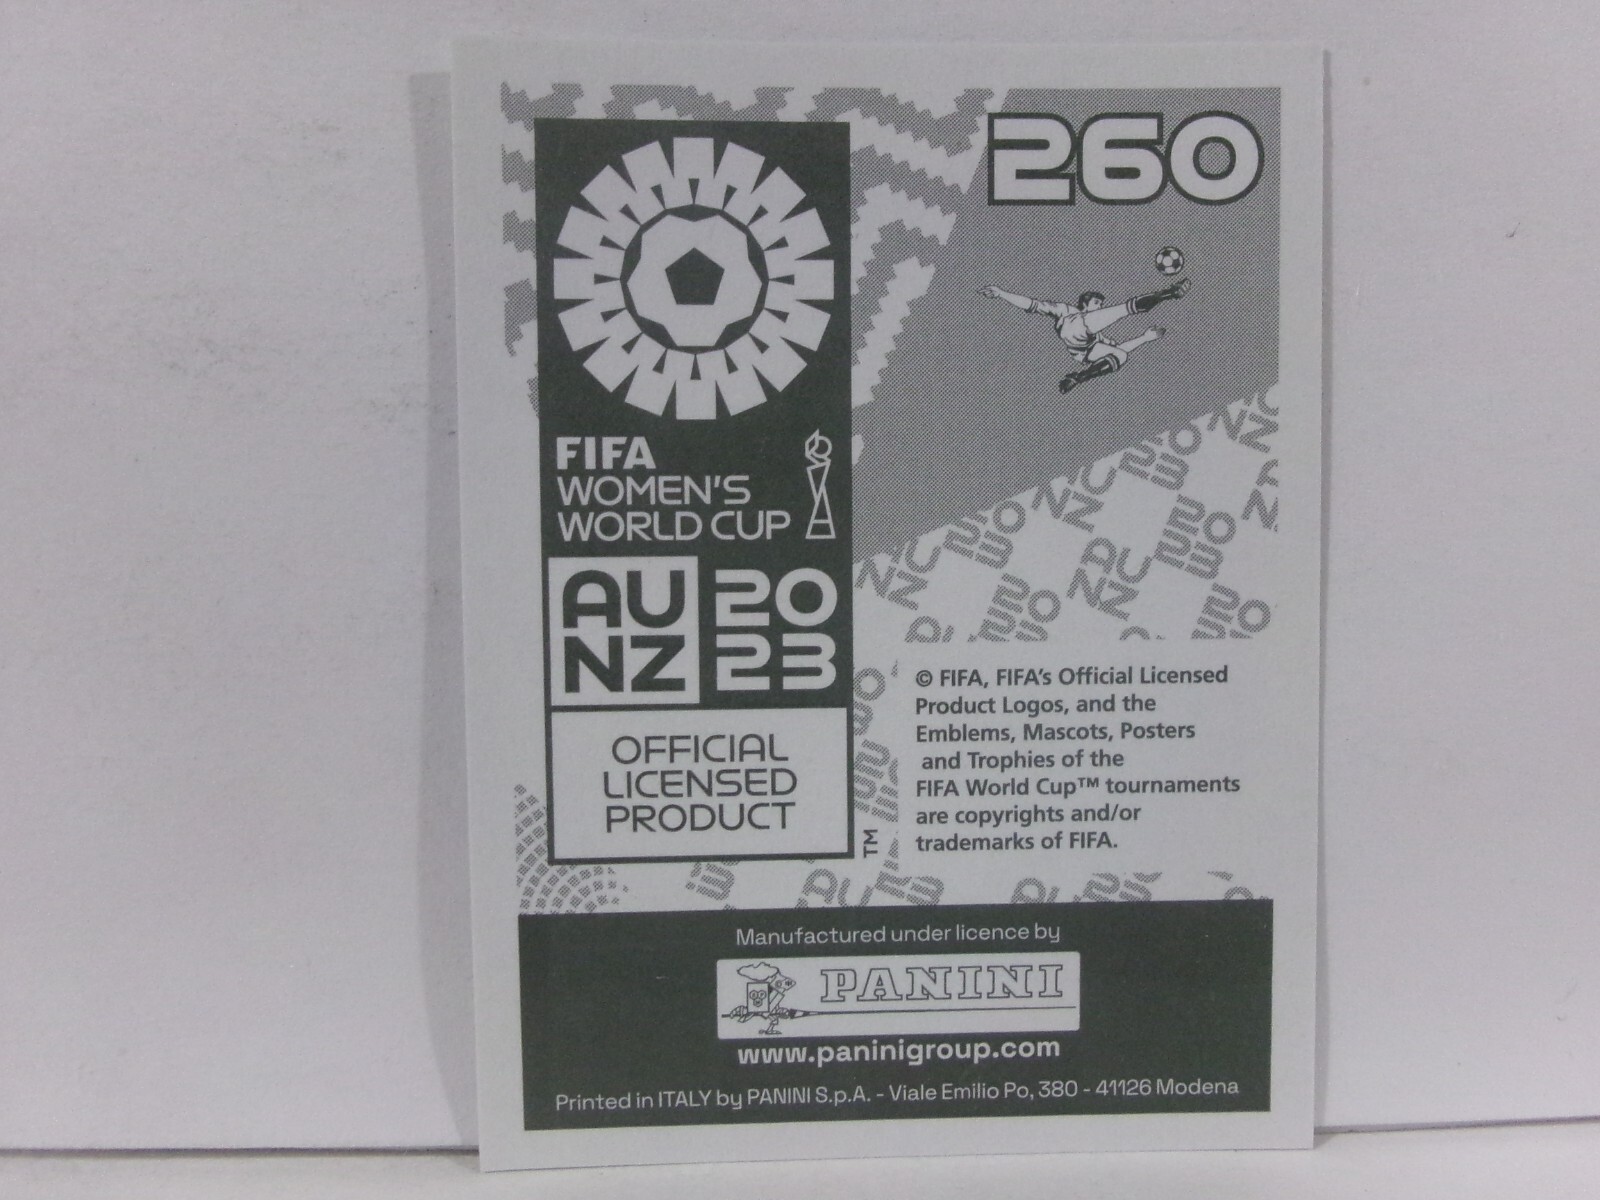 260
FIFA
WOMEN'S
WORLD CUP
AU 20
NZ 23
OFFICIAL
LICENSED
PRODUCT
TM
© FIFA, FIFA's Official Licensed
Product Logos, and the
Emblems, Mascots, Posters
and Trophies of the
FIFA World Cup™ tournaments
are copyrights and/or
trademarks of FIFA.
Manufactured under licence by
PANINI
www.paninigroup.com
Printed in ITALY by PANINI S.p.A. - Viale Emilio Po, 380 - 41126 Modena